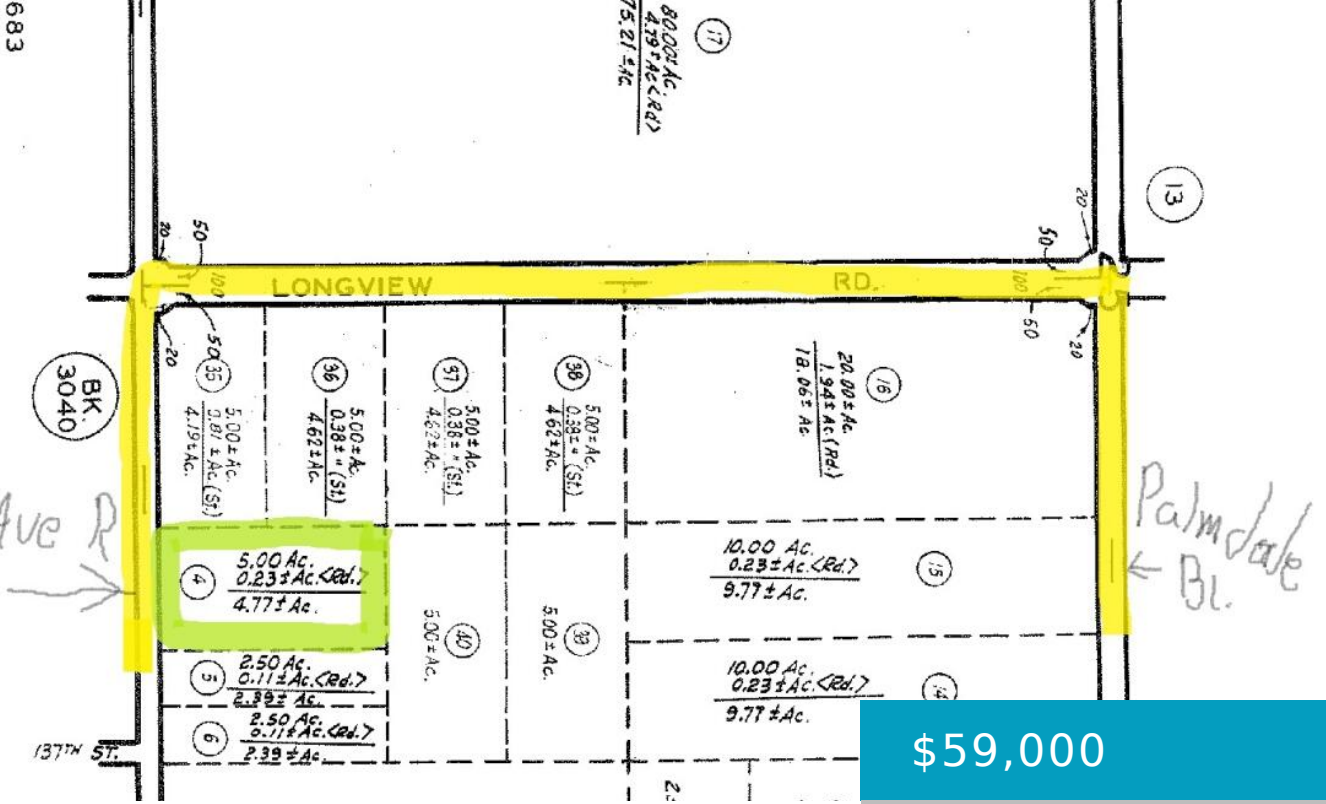 683
17
80.00± Ac.
4.79± Ac<Rd>
75.21± Ac.
13
20
50
100
LONGVIEW RD.
50
20
100
20
50
50
20
BK.
3040
35
5.00± Ac.
0.81± Ac.(St)
4.19± Ac.
36
5.00± Ac.
0.38± " (St.)
4.62± Ac.
37
5.00± Ac.
0.38± " (St.)
4.62± Ac.
38
5.00± Ac.
0.38± " (St)
4.62± Ac.
16
20.00± Ac.
1.94± Ac(Rd.)
18.06± Ac.
Ave R
Palmdale
Bl.
4
5.00 Ac.
0.23± Ac.<Rd.>
4.77± Ac.
40
5.00± Ac.
39
5.00± Ac.
15
10.00 Ac.
0.23± Ac.<Rd.>
9.77± Ac.
5
2.50 Ac.
0.11± Ac.<Rd.>
2.39± Ac.
14
10.00 Ac.
0.23± Ac.<Rd.>
9.77± Ac.
6
2.50 Ac.
0.11± Ac.<Rd.>
2.39± Ac.
137TH ST.
$59,000